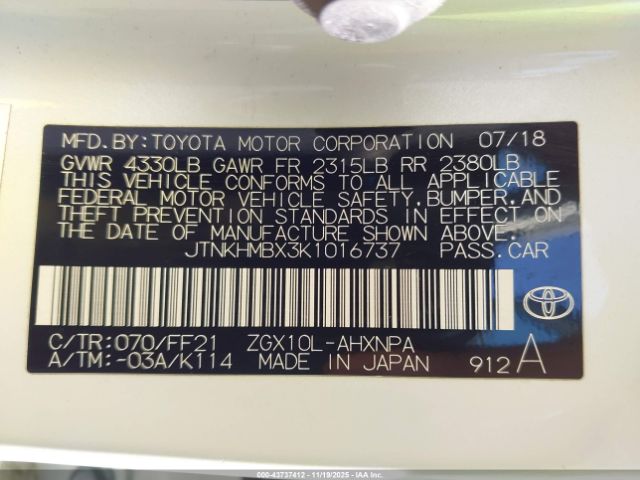 MFD.BY:TOYOTA MOTOR CORPORATION 07/18
GVWR 4330LB GAWR FR 2315LB RR 2380LB
THIS VEHICLE CONFORMS TO ALL APPLICABLE
FEDERAL MOTOR VEHICLE SAFETY,BUMPER,AND
THEFT PREVENTION STANDARDS IN EFFECT ON
THE DATE OF MANUFACTURE SHOWN ABOVE.
JTNKHMBX3K1016737 PASS.CAR
C/TR:070/FF21 ZGX10L-AHXNPA
A/TM:-03A/K114 MADE IN JAPAN 912A
000-43737412 - 11/19/2025 - IAA Inc.